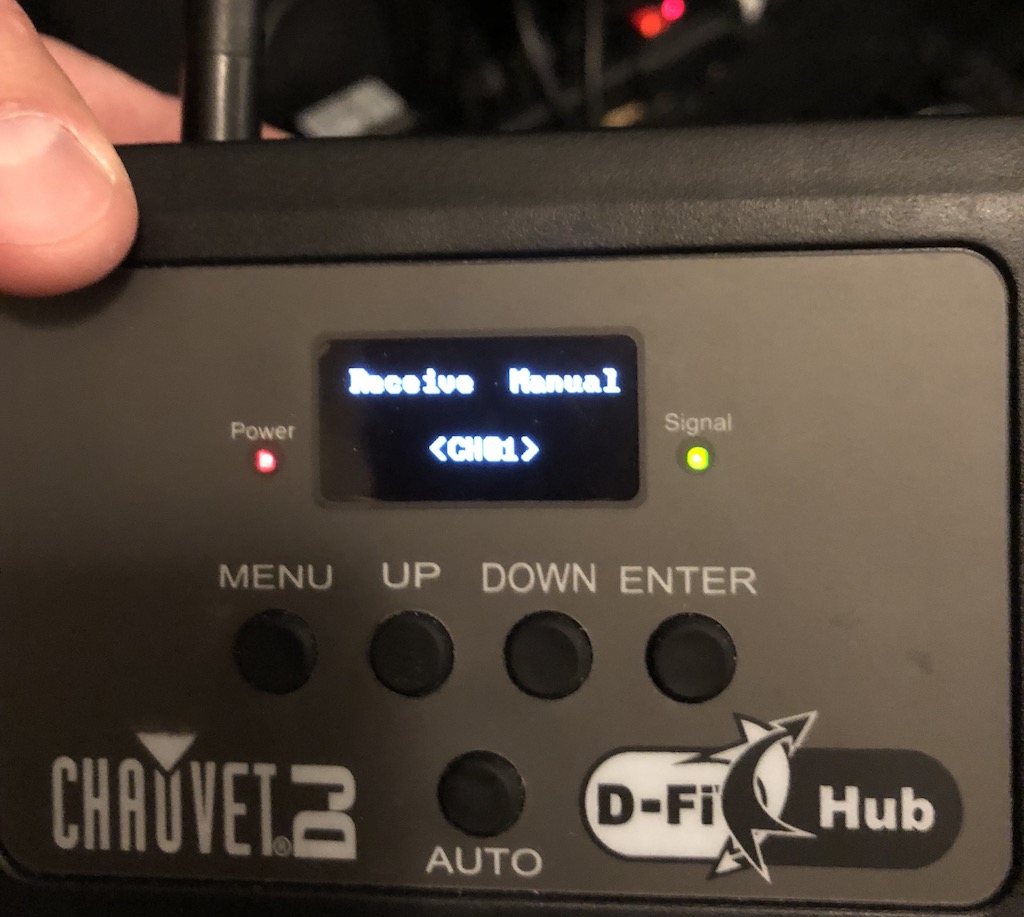 Receive Manual
Power
Signal
<CH01>
MENU UP DOWN ENTER
CHAUVET® DJ
D-Fi Hub
AUTO